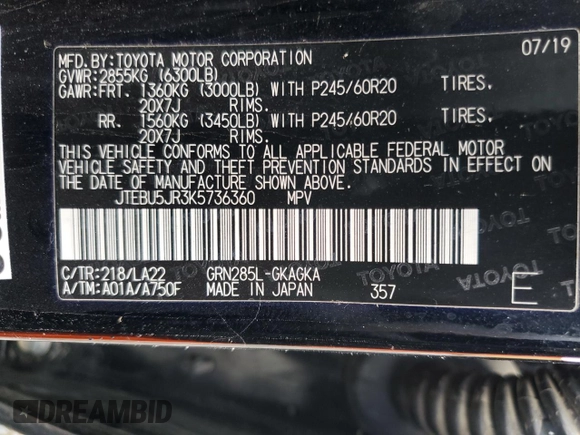 MFD.BY:TOYOTA MOTOR CORPORATION 07/19
GVWR:2855KG (6300LB)
GAWR:FRT. 1360KG (3000LB) WITH P245/60R20 TIRES.
20X7J RIMS.
RR. 1560KG (3450LB) WITH P245/60R20 TIRES.
20X7J RIMS.
THIS VEHICLE CONFORMS TO ALL APPLICABLE FEDERAL MOTOR
VEHICLE SAFETY AND THEFT PREVENTION STANDARDS IN EFFECT ON
THE DATE OF MANUFACTURE SHOWN ABOVE.
JTEBU5JR3K5736360 MPV
C/TR:218/LA22 GRN285L-GKAGKA
A/TM:A01A/A750F MADE IN JAPAN 357 E
TOYOTA TOYOTA TOYOTA
DREAMBID